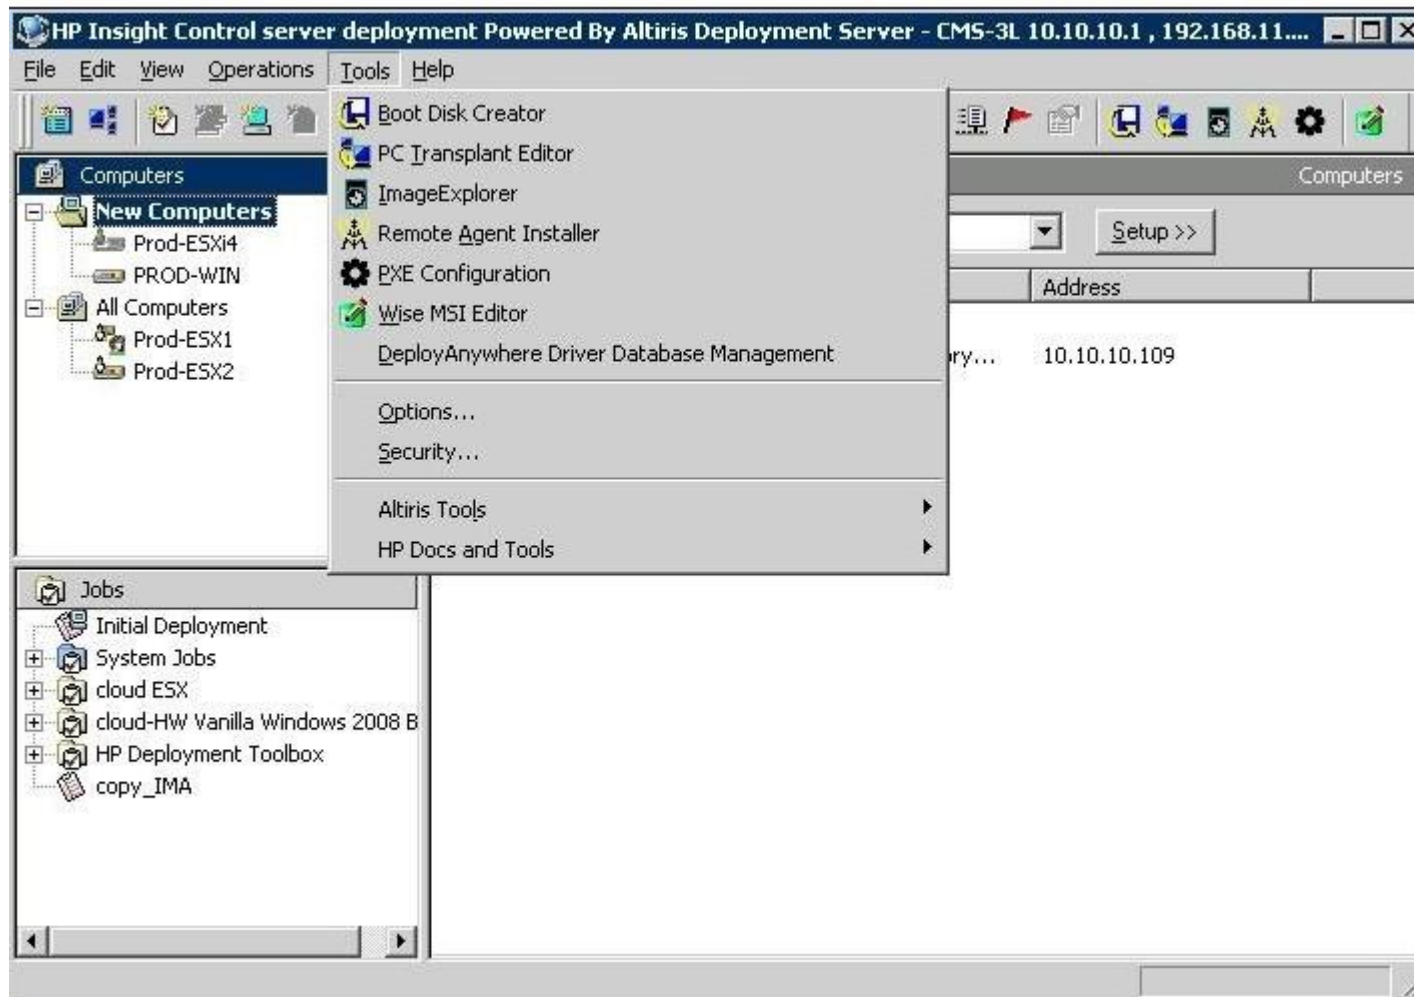 HP Insight Control server deployment Powered By Altiris Deployment Server - CMS-3L 10.10.10.1 , 192.168.11....
File Edit View Operations Tools Help
Boot Disk Creator
PC Transplant Editor
ImageExplorer
Remote Agent Installer
PXE Configuration
Wise MSI Editor
DeployAnywhere Driver Database Management
Options...
Security...
Altiris Tools
HP Docs and Tools
Computers
New Computers
Prod-ESXi4
PROD-WIN
All Computers
Prod-ESX1
Prod-ESX2
Computers
Setup >>
Address
ry... 10.10.10.109
Jobs
Initial Deployment
System Jobs
cloud ESX
cloud-HW Vanilla Windows 2008 B
HP Deployment Toolbox
copy_IMA